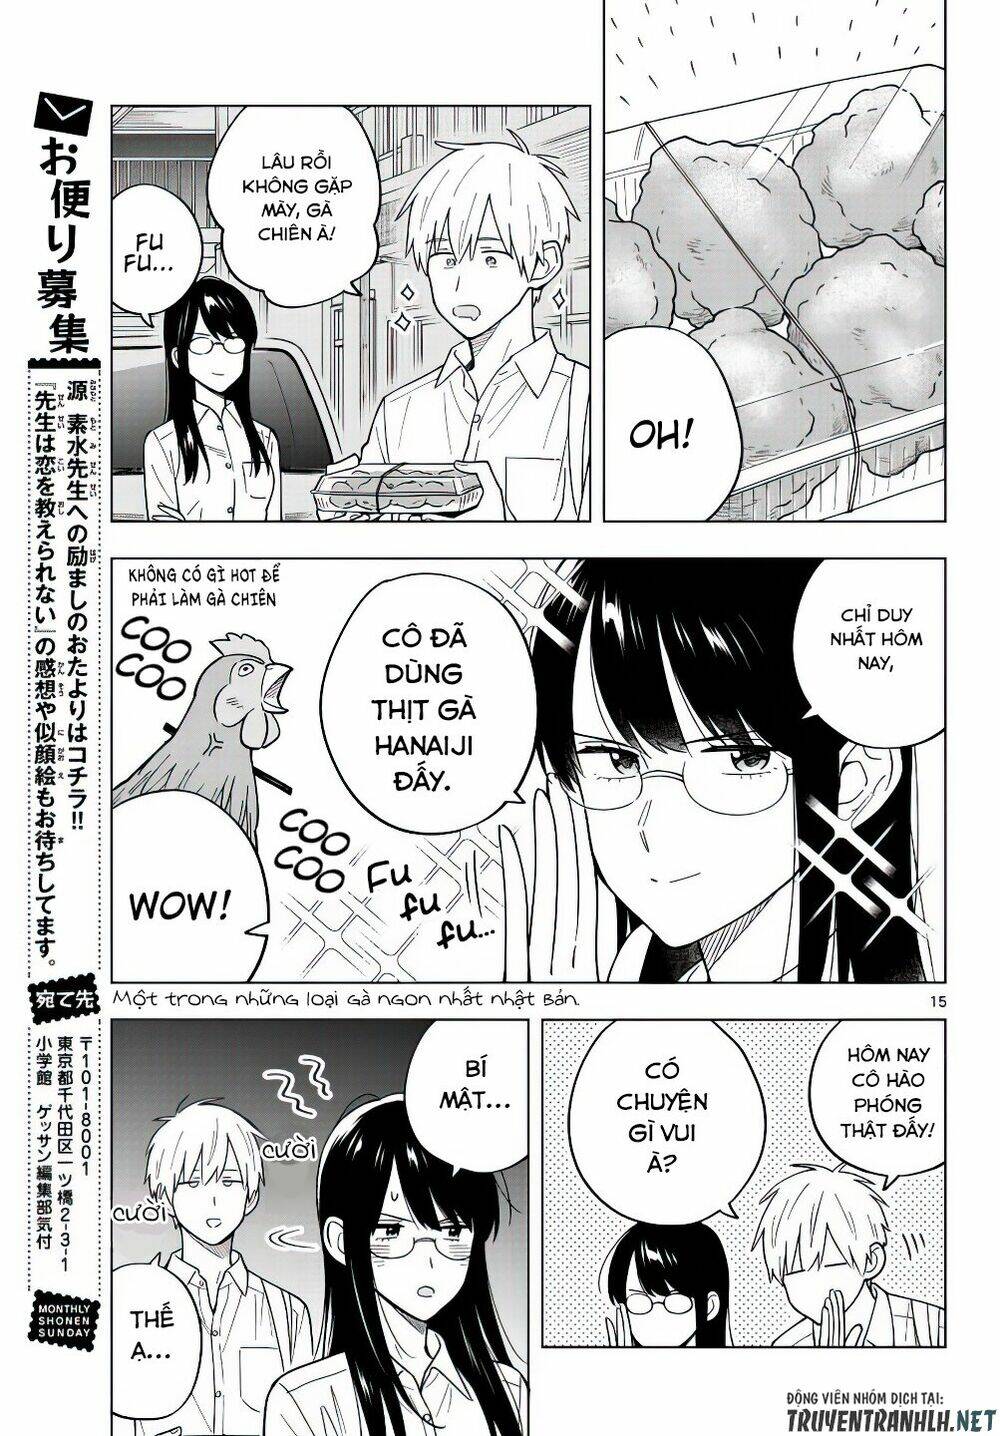 OH!
LÂU RỒI
KHÔNG GẶP
MÀY, GÀ
CHIÊN À!
FU
FU...
CHỈ DUY
NHẤT HÔM
NAY,
CÔ ĐÃ
DÙNG
THỊT GÀ
HANAIJI
ĐẤY.
KHÔNG CÓ GÌ HOT ĐỂ
PHẢI LÀM GÀ CHIÊN
COO
COO
COO
COO
WOW!
FU
FU
FU...
Một trong những loại gà ngon nhất nhật bản.
15
HÔM NAY
CÔ HÀO
PHÓNG
THẬT ĐẤY!
CÓ
CHUYỆN
GÌ VUI
À?
BÍ
MẬT...
cười
cười
THẾ
Ạ...
お便り募集
源素水先生への励ましのおたよりはコチラ!!
『先生は恋を教えられない』の感想や似顔絵もお待ちしてます。
宛て先
〒101-8001
東京都千代田区一ツ橋2-3-1
小学館 ゲッサン編集部気付
MONTHLY
SHONEN
SUNDAY
ĐỘNG VIÊN NHÓM DỊCH TẠI:
TRUYENTRANHLH.NET